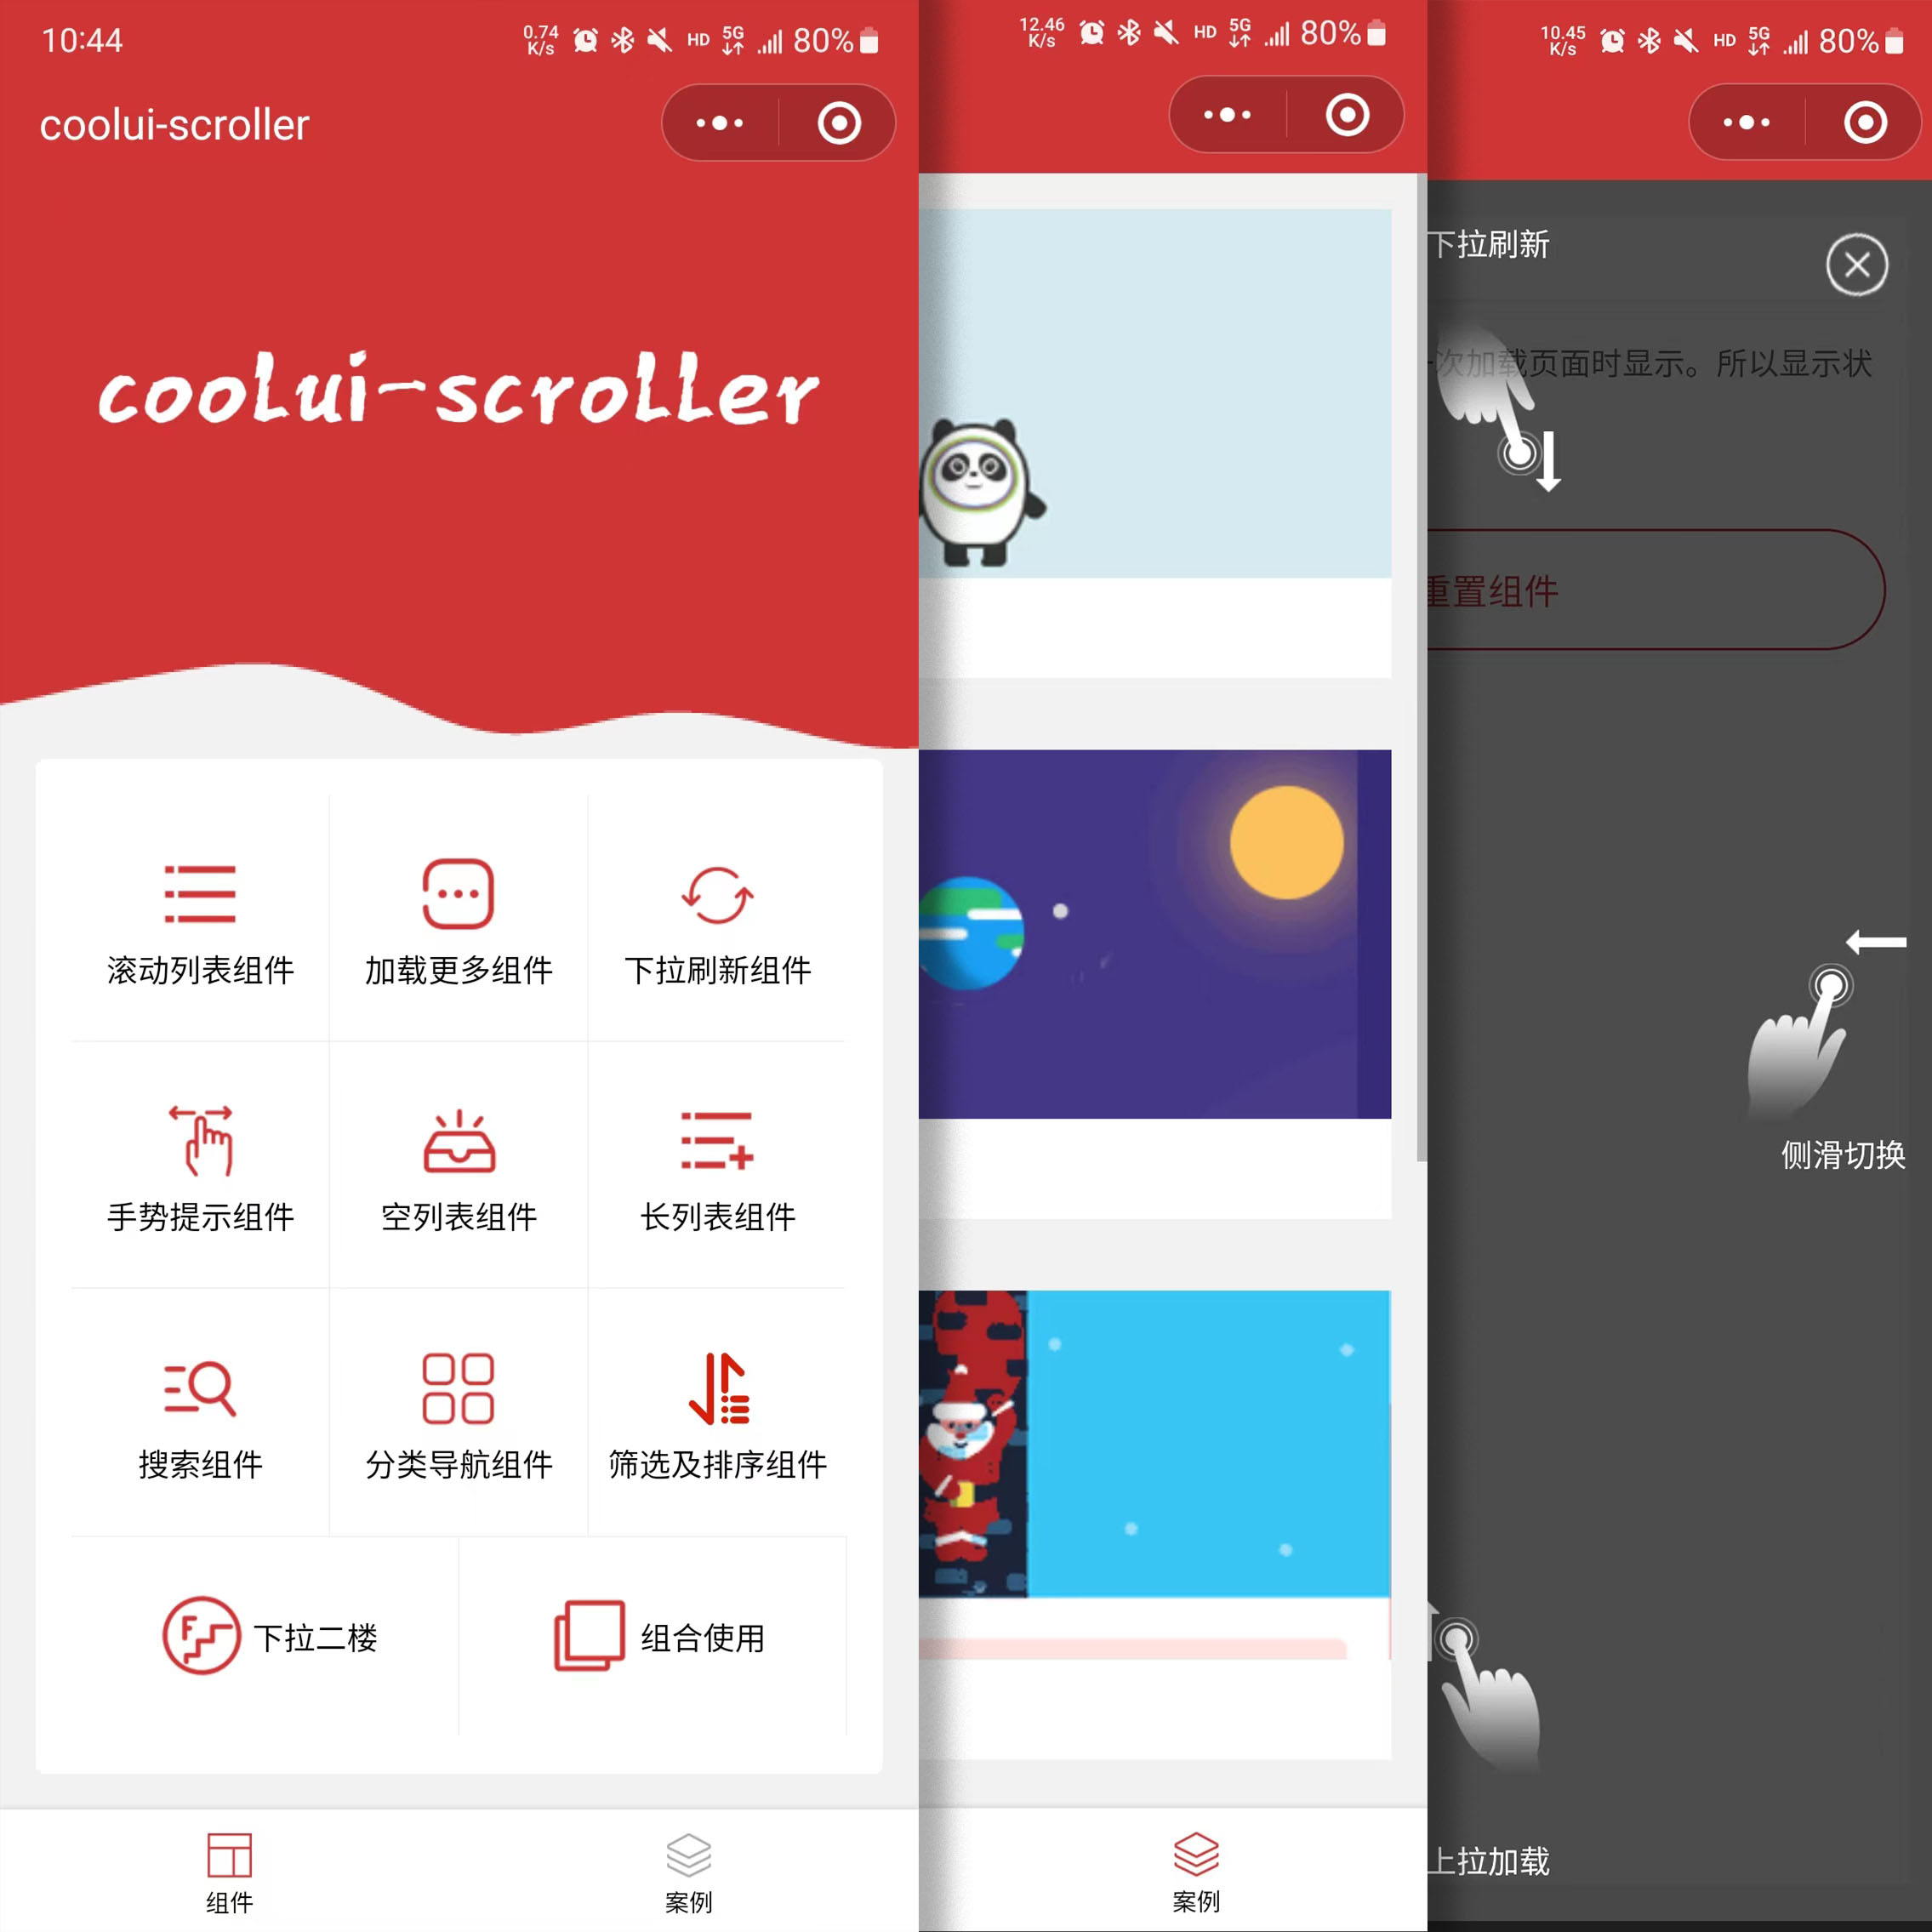 10:44
0.74
K/s
HD
5G
80%
coolui-scroller
coolui-scroller
滚动列表组件
加载更多组件
下拉刷新组件
手势提示组件
空列表组件
长列表组件
搜索组件
分类导航组件
筛选及排序组件
下拉二楼
组合使用
组件
案例
12.46
K/s
HD
5G
80%
案例
10.45
K/s
HD
5G
80%
下拉刷新
次加载页面时显示。所以显示状
重置组件
侧滑切换
上拉加载